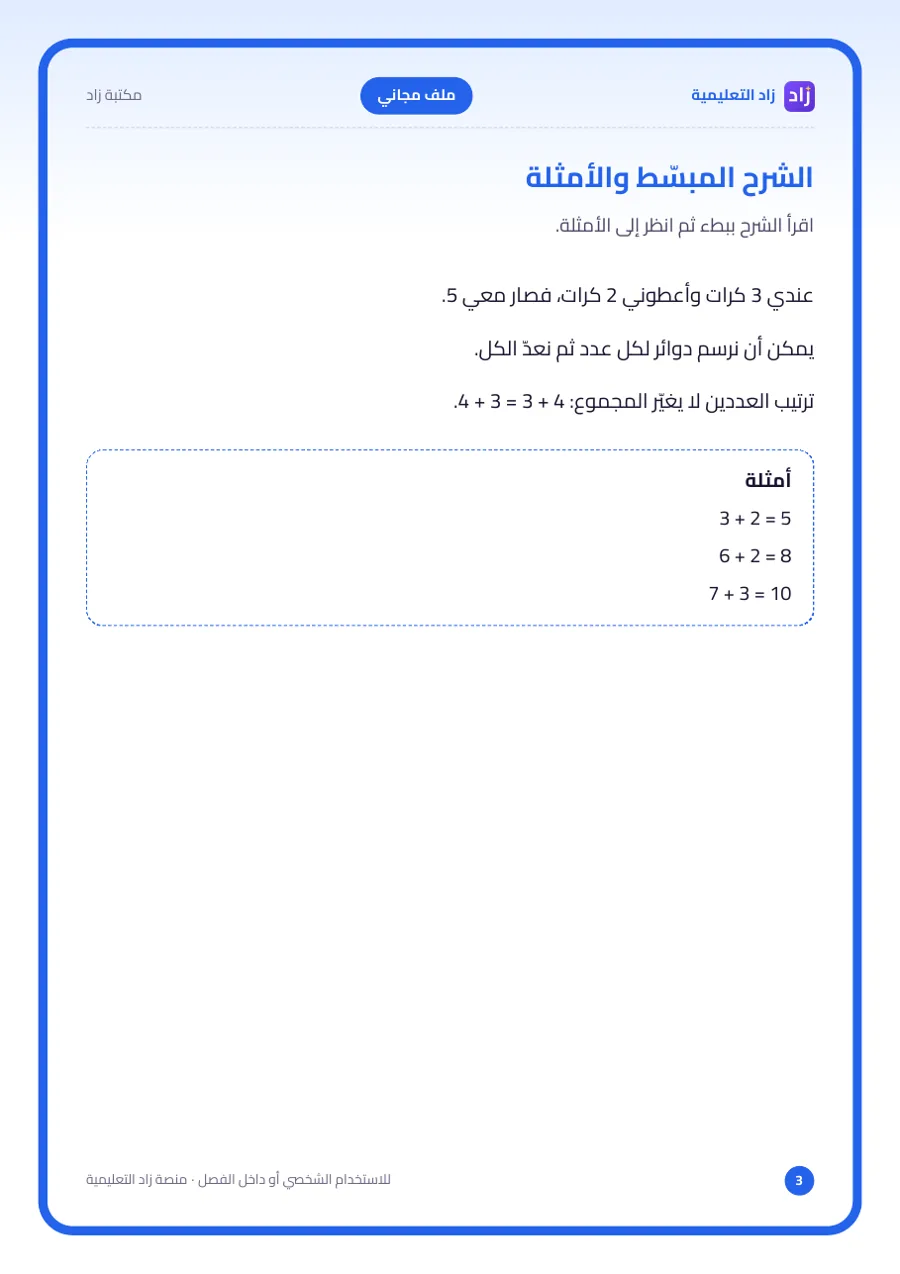 زاد
زاد التعليمية
ملف مجاني
مكتبة زاد
الشرح المبسّط والأمثلة
اقرأ الشرح ببطء ثم انظر إلى الأمثلة.
عندي 3 كرات وأعطوني 2 كرات، فصار معي 5.
يمكن أن نرسم دوائر لكل عدد ثم نعدّ الكل.
ترتيب العددين لا يغيّر المجموع: 4 + 3 = 3 + 4.
أمثلة
3 + 2 = 5
6 + 2 = 8
7 + 3 = 10
3
للاستخدام الشخصي أو داخل الفصل · منصة زاد التعليمية